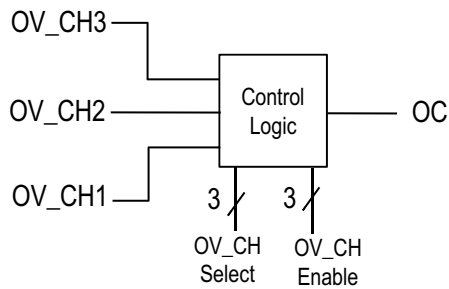 OV_CH3
OV_CH2
OV_CH1
Control
Logic
OC
3
3
OV_CH
Select
OV_CH
Enable